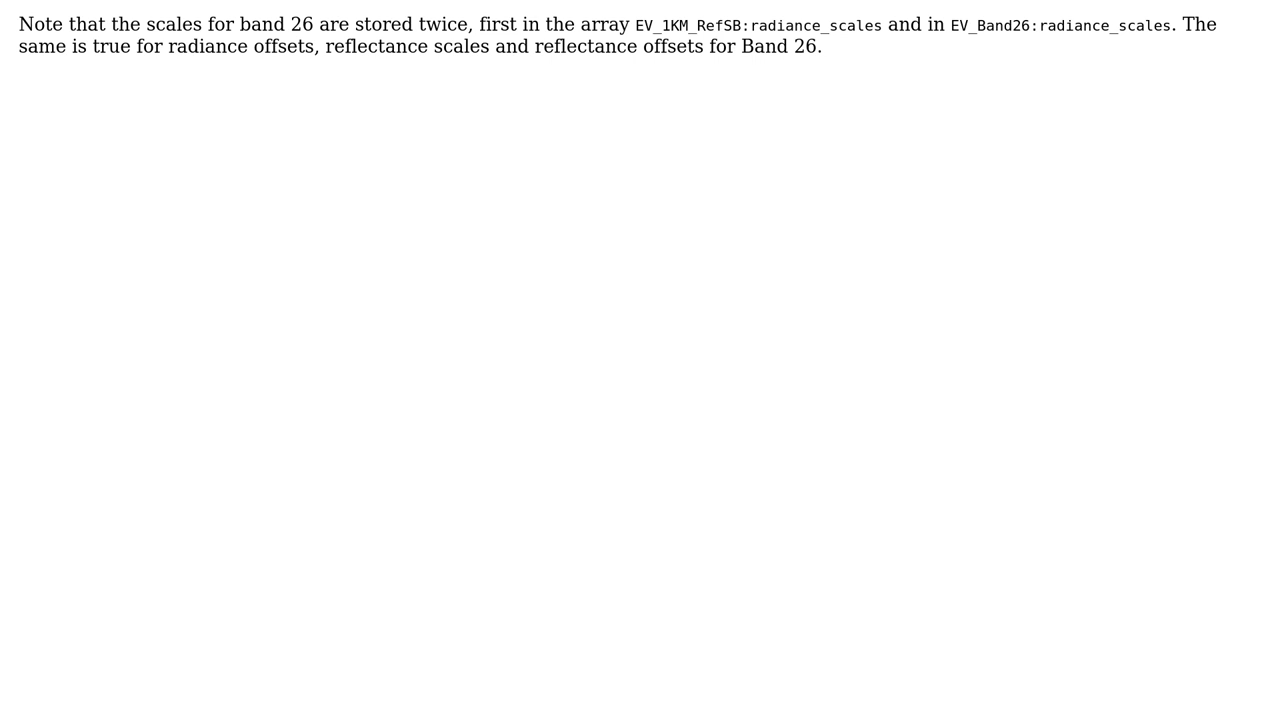 Note that the scales for band 26 are stored twice, first in the array EV_1KM_RefSB:radiance_scales and in EV_Band26:radiance_scales. The
same is true for radiance offsets, reflectance scales and reflectance offsets for Band 26.